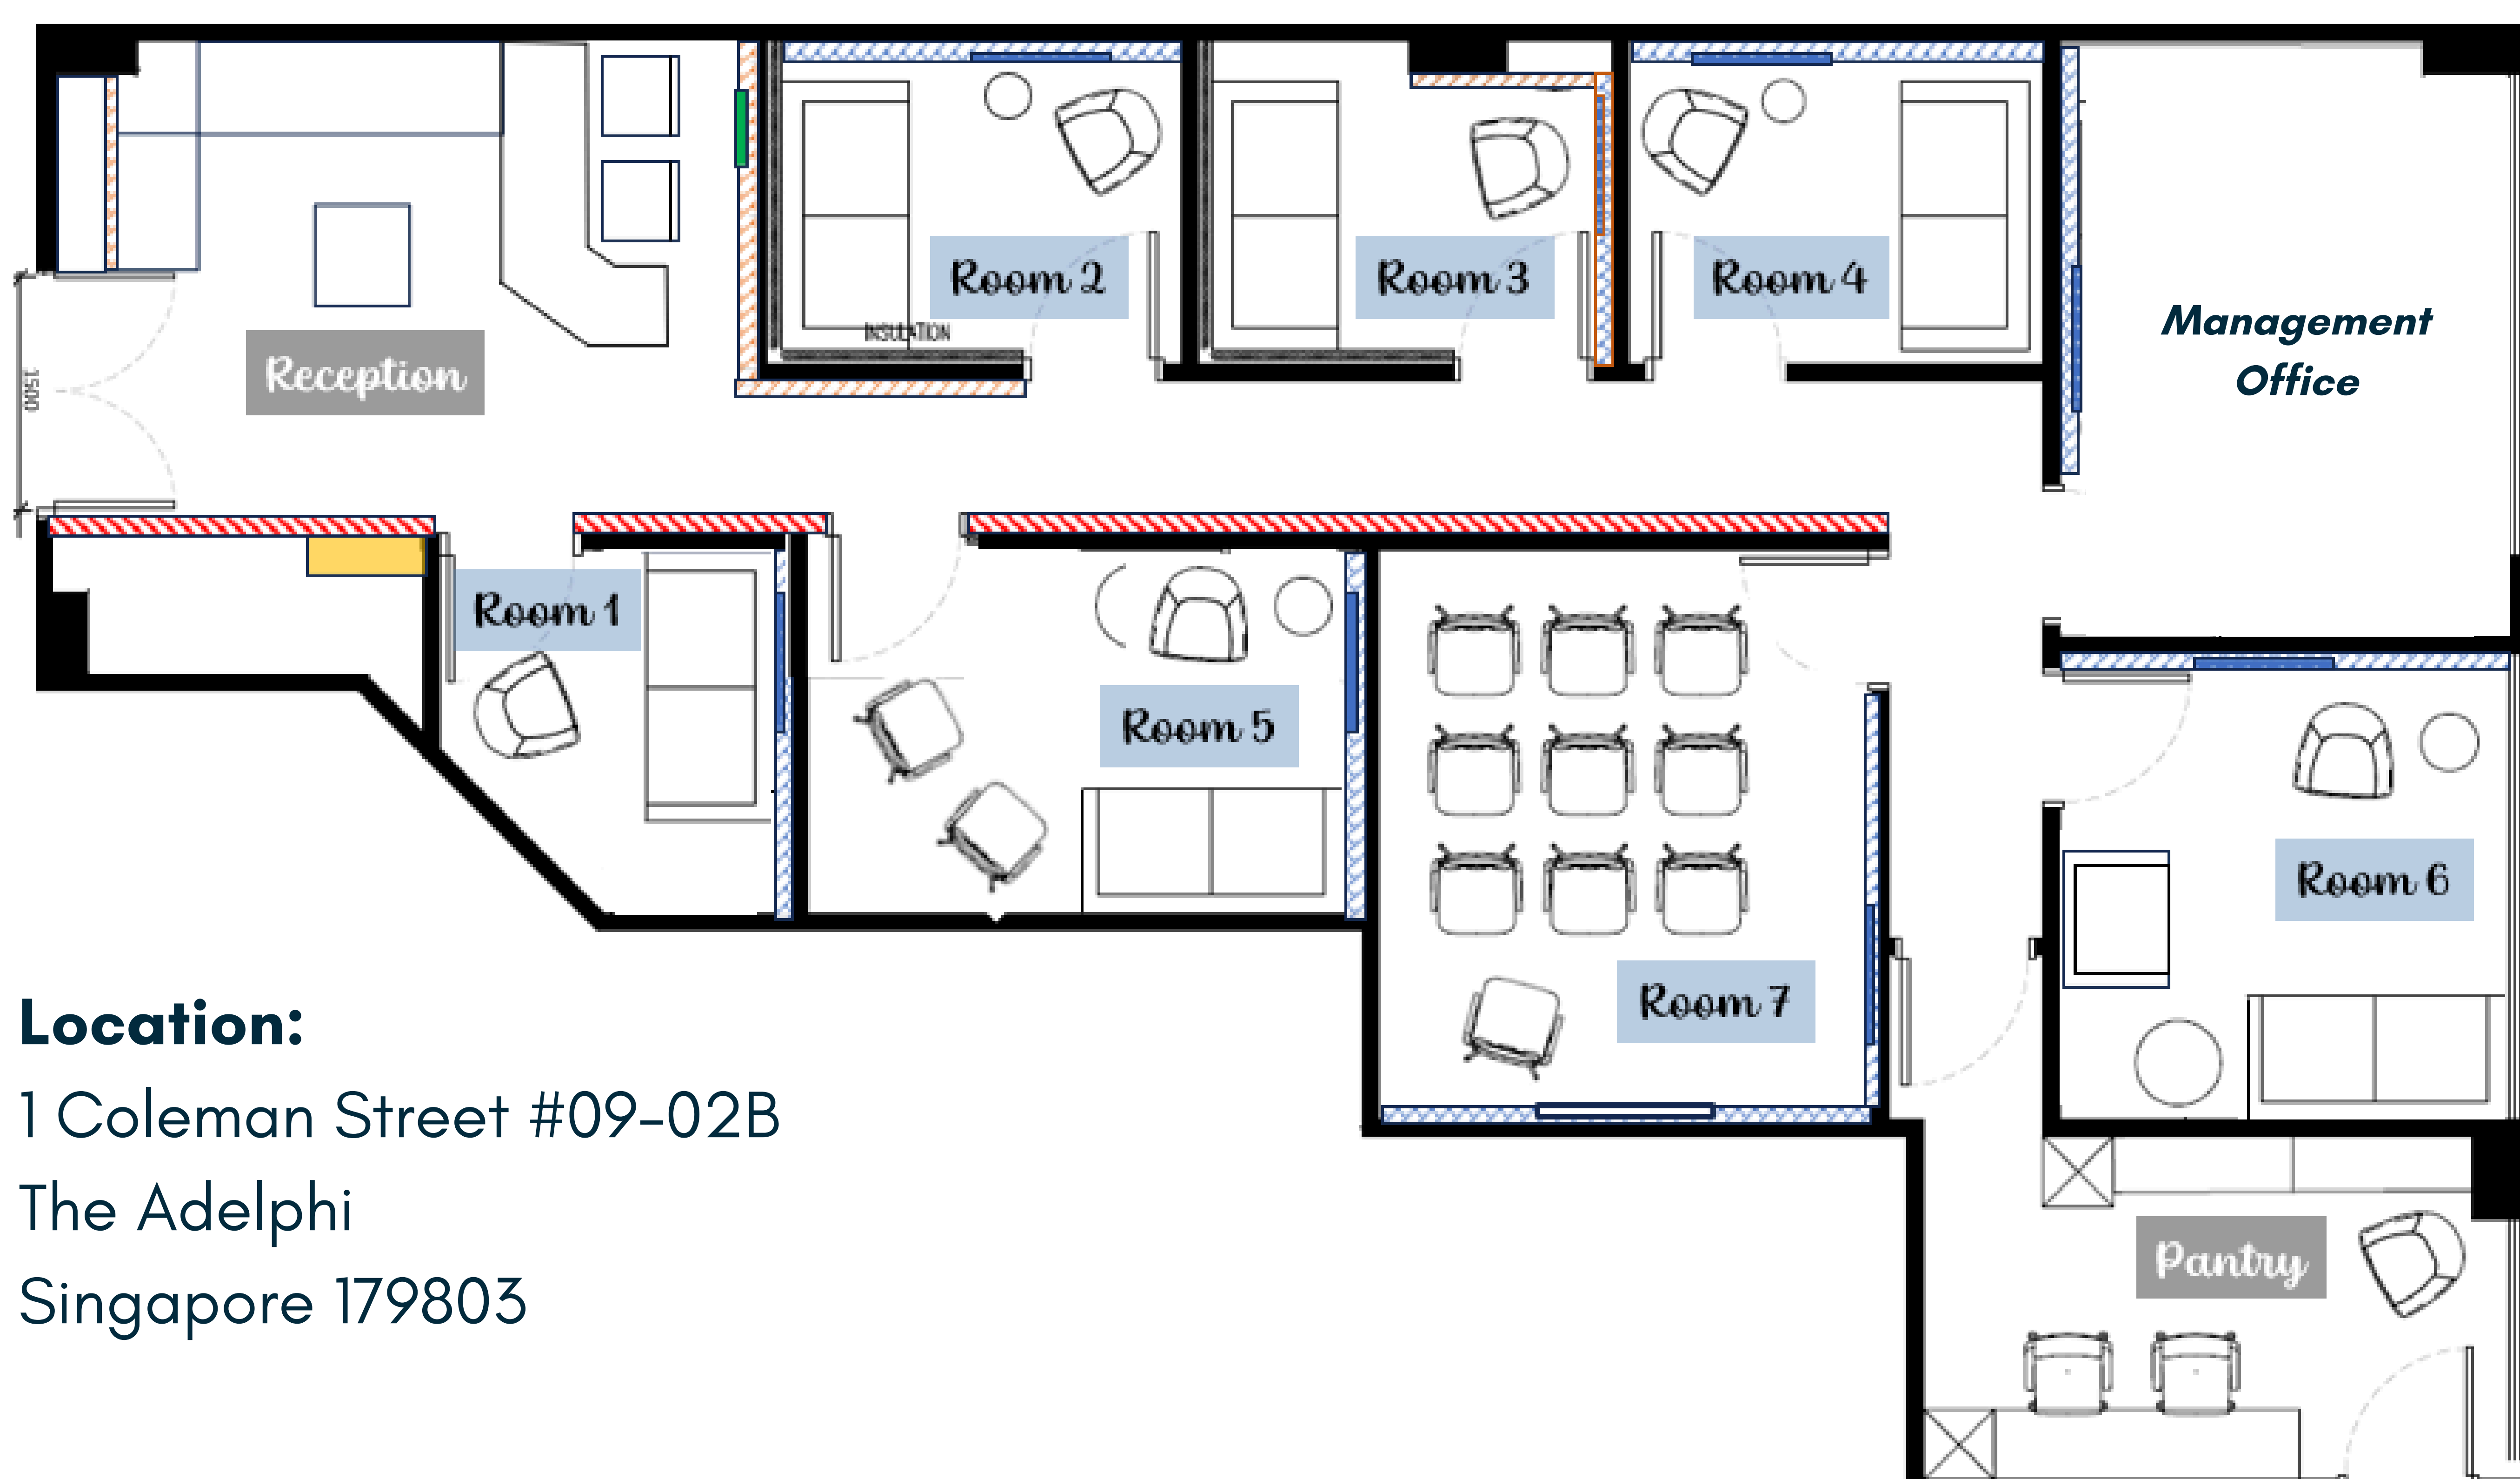 Room 2
Room 3
Room 4
INSULATION
Management
Office
Reception
1500
Room 1
Room 5
Room 6
Room 7
Location:
1 Coleman Street #09-02B
The Adelphi
Singapore 179803
Pantry